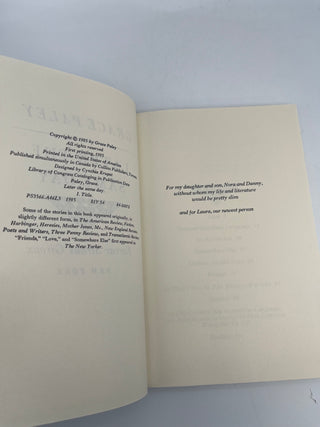 Copyright © 1985 by Grace Paley
All rights reserved
First printing, 1985
Printed in the United States of America
Published simultaneously in Canada by Collins Publishers, Toronto
Designed by Cynthia Krupat
Library of Congress Cataloging in Publication Data
Paley, Grace.
Later the same day.
I. Title.
PS3566.A46L3 1985 813'.54
Some of the stories in this book appeared originally, in
slightly different form, in The American Review, Fiction,
Harbinger, Heresies, Mother Jones, Ms., New England Review,
Poets and Writers, Three Penny Review, and Transatlantic Review.
"Friends," "Love," and "Somewhere Else" first appeared in
The New Yorker.
For my daughter and son, Nora and Danny,
without whom my life and literature
would be pretty slim
and for Laura, our newest person
GRACE PALEY
NEW YORK